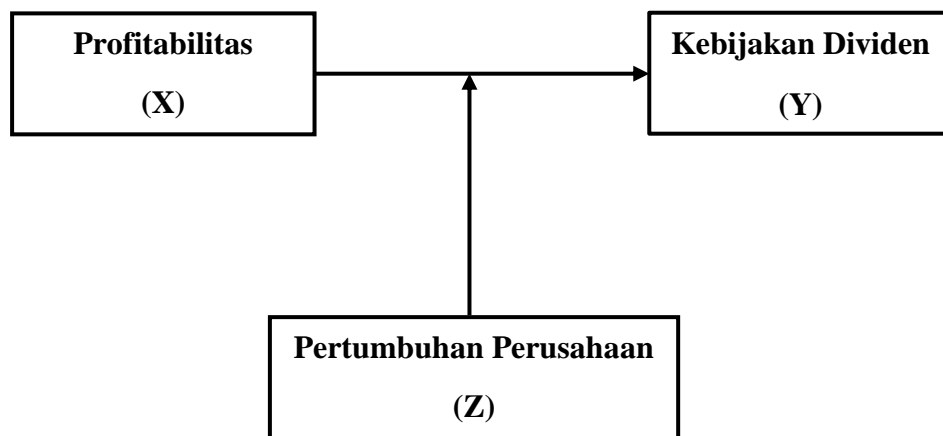 Profitabilitas
(X)
Kebijakan Dividen
(Y)
Pertumbuhan Perusahaan
(Z)